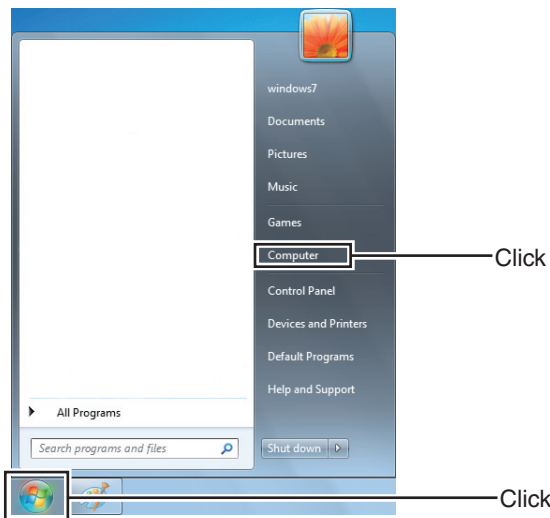 windows7
Documents
Pictures
Music
Games
Computer
Click
Control Panel
Devices and Printers
Default Programs
Help and Support
All Programs
Search programs and files
Shut down
Click